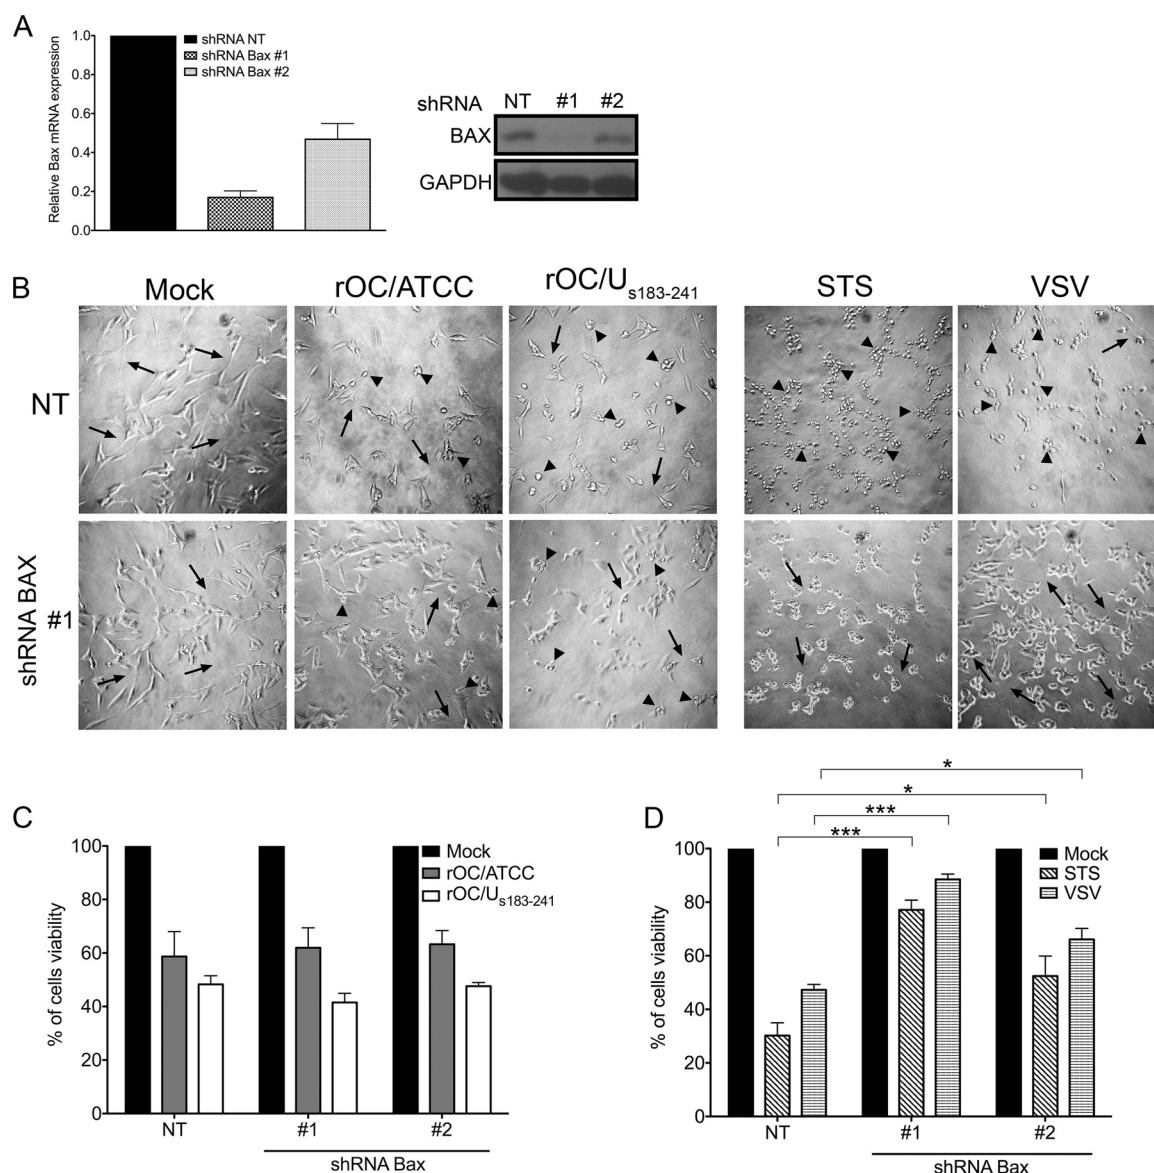 A
Relative Bax mRNA expression
1.0
0.8
0.6
0.4
0.2
0.0
shRNA NT
shRNA Bax #1
shRNA Bax #2
shRNA NT #1 #2
BAX
GAPDH
B
Mock rOC/ATCC rOC/Us183-241 STS VSV
NT
shRNA BAX #1
C
% of cells viability
100
80
60
40
20
0
Mock
rOC/ATCC
rOC/Us183-241
NT #1 #2
shRNA Bax
D
*
*
***
***
% of cells viability
100
80
60
40
20
0
Mock
STS
VSV
NT #1 #2
shRNA Bax